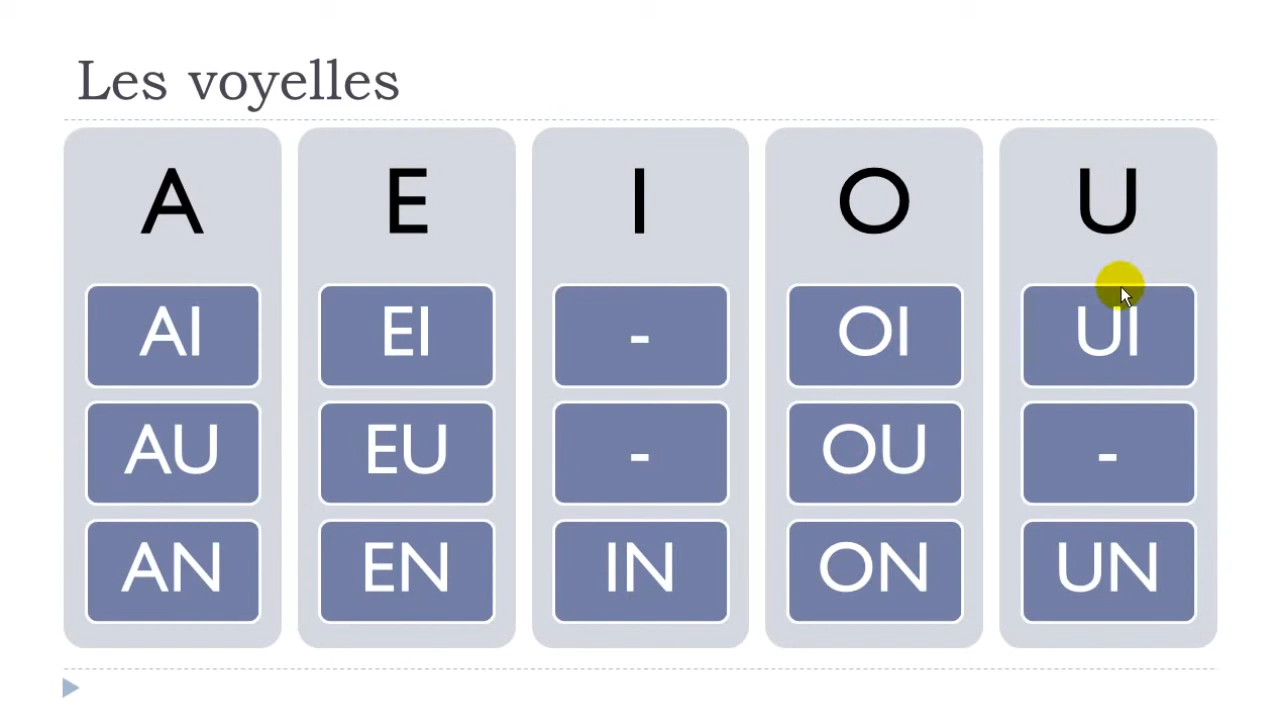 Les voyelles
A E I O U
AI EI - OI UI
AU EU - OU -
AN EN IN ON UN